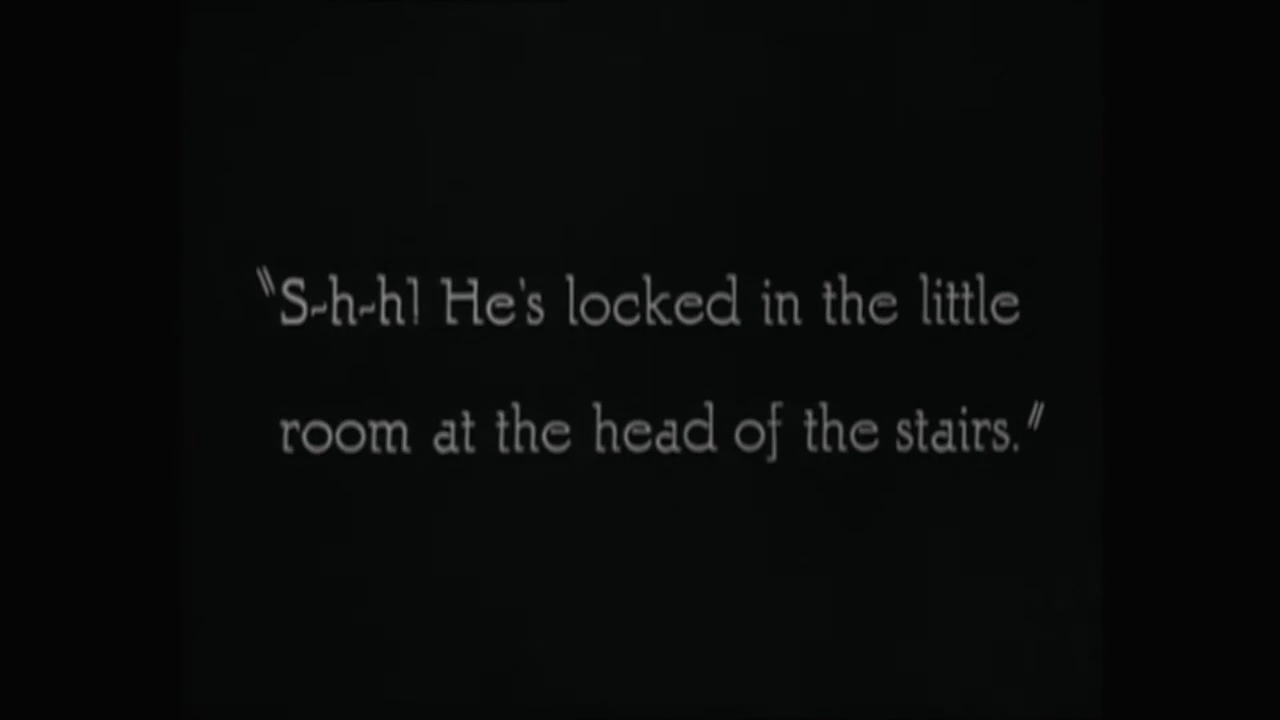 "S-h-h! He's locked in the little
room at the head of the stairs."